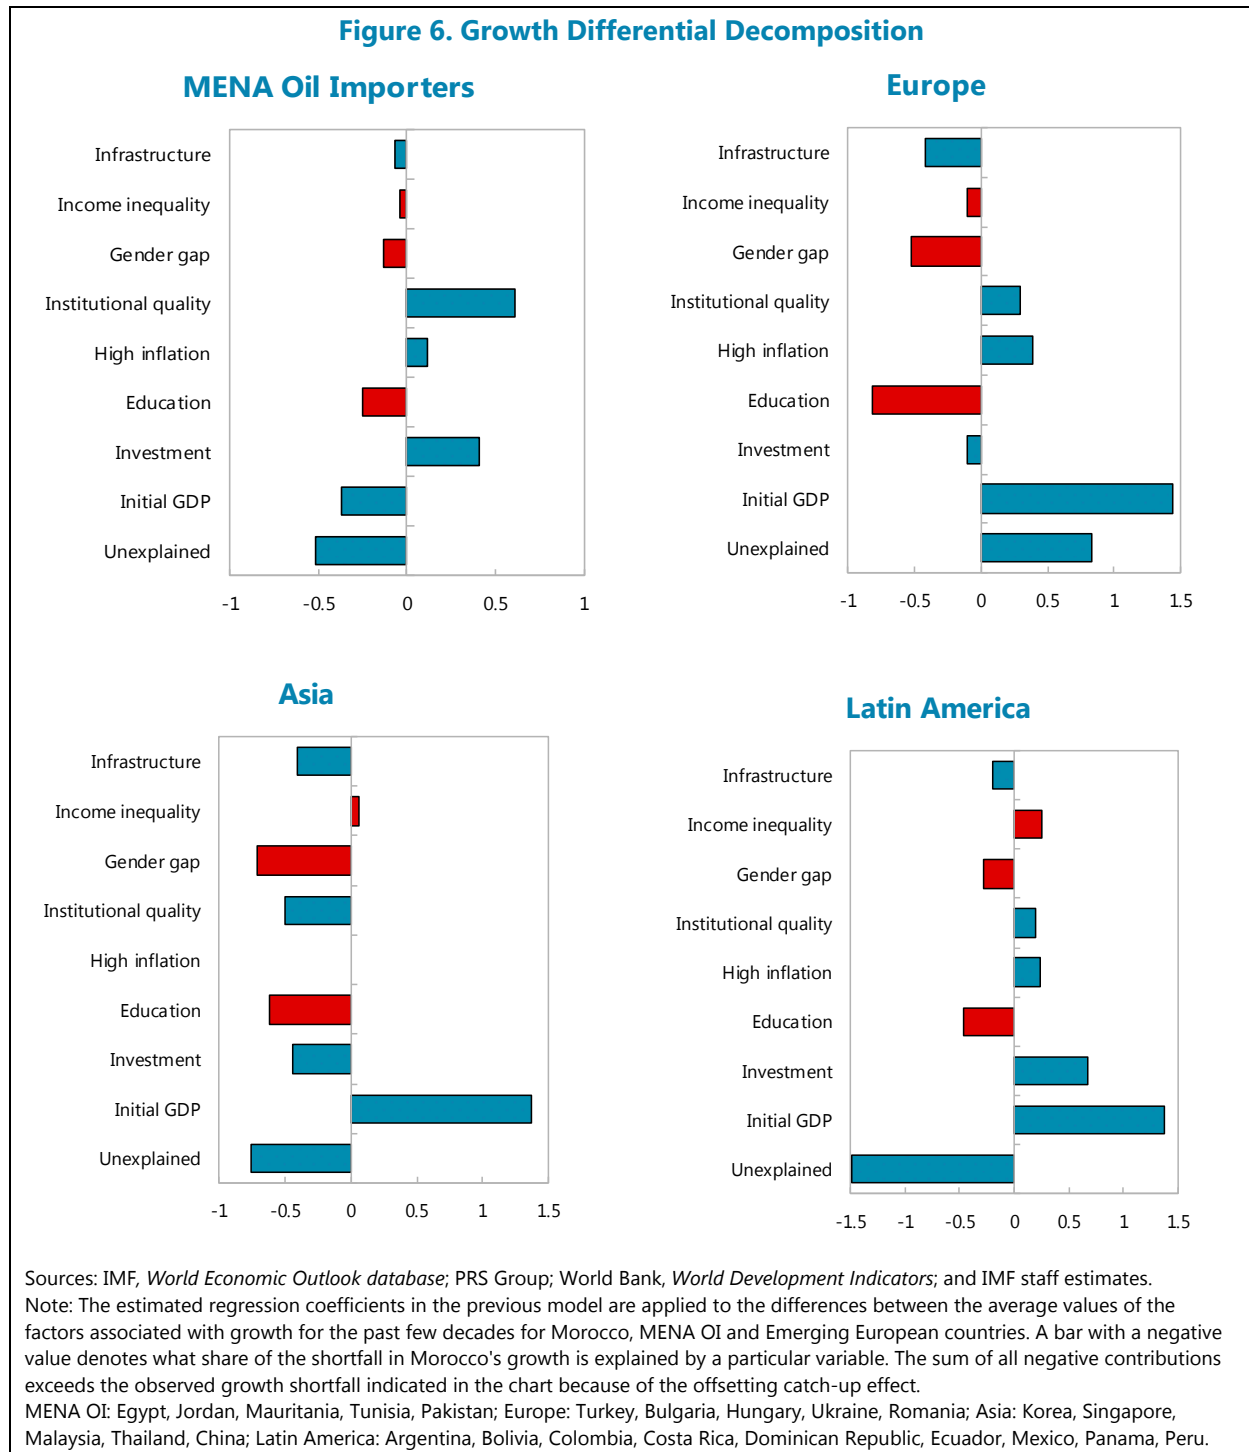 Figure 6. Growth Differential Decomposition
MENA Oil Importers
Infrastructure
Income inequality
Gender gap
Institutional quality
High inflation
Education
Investment
Initial GDP
Unexplained
-1 -0.5 0 0.5 1
Europe
Infrastructure
Income inequality
Gender gap
Institutional quality
High inflation
Education
Investment
Initial GDP
Unexplained
-1 -0.5 0 0.5 1 1.5
Asia
Infrastructure
Income inequality
Gender gap
Institutional quality
High inflation
Education
Investment
Initial GDP
Unexplained
-1 -0.5 0 0.5 1 1.5
Latin America
Infrastructure
Income inequality
Gender gap
Institutional quality
High inflation
Education
Investment
Initial GDP
Unexplained
-1.5 -1 -0.5 0 0.5 1 1.5
Sources: IMF, World Economic Outlook database; PRS Group; World Bank, World Development Indicators; and IMF staff estimates.
Note: The estimated regression coefficients in the previous model are applied to the differences between the average values of the
factors associated with growth for the past few decades for Morocco, MENA OI and Emerging European countries. A bar with a negative
value denotes what share of the shortfall in Morocco's growth is explained by a particular variable. The sum of all negative contributions
exceeds the observed growth shortfall indicated in the chart because of the offsetting catch-up effect.
MENA OI: Egypt, Jordan, Mauritania, Tunisia, Pakistan; Europe: Turkey, Bulgaria, Hungary, Ukraine, Romania; Asia: Korea, Singapore,
Malaysia, Thailand, China; Latin America: Argentina, Bolivia, Colombia, Costa Rica, Dominican Republic, Ecuador, Mexico, Panama, Peru.